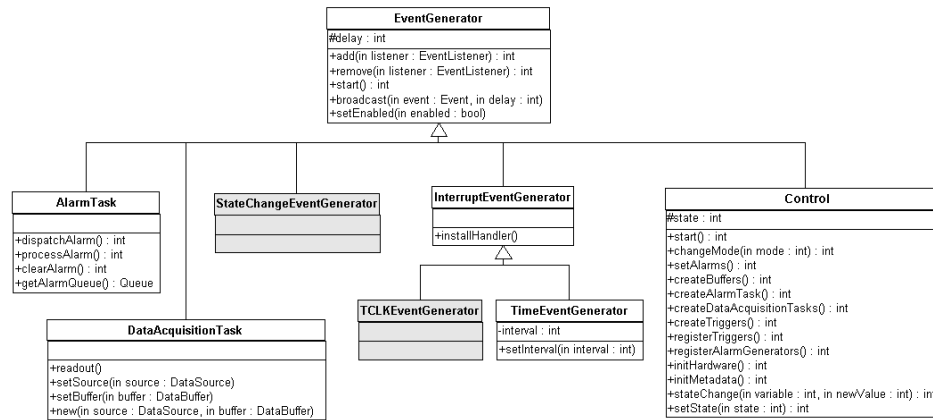 EventGenerator
#delay : int
+add(in listener : EventListener) : int
+remove(in listener : EventListener) : int
+start() : int
+broadcast(in event : Event, in delay : int)
+setEnabled(in enabled : bool)
AlarmTask
+dispatchAlarm() : int
+processAlarm() : int
+clearAlarm() : int
+getAlarmQueue() : Queue
StateChangeEventGenerator
InterruptEventGenerator
+installHandler()
Control
#state : int
+start() : int
+changeMode(in mode : int) : int
+setAlarms() : int
+createBuffers() : int
+createAlarmTask() : int
+createDataAcquisitionTasks() : int
+createTriggers() : int
+registerTriggers() : int
+registerAlarmGenerators() : int
+initHardware() : int
+initMetadata() : int
+stateChange(in variable : int, in newValue : int) : int
+setState(in state : int) : int
DataAcquisitionTask
+readout()
+setSource(in source : DataSource)
+setBuffer(in buffer : DataBuffer)
+new(in source : DataSource, in buffer : DataBuffer)
TCLKEventGenerator
TimeEventGenerator
-interval : int
+setInterval(in interval : int)